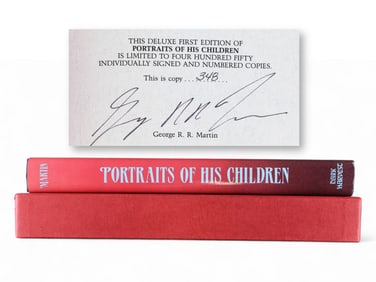 THIS DELUXE FIRST EDITION OF
PORTRAITS OF HIS CHILDREN
IS LIMITED TO FOUR HUNDRED FIFTY
INDIVIDUALLY SIGNED AND NUMBERED COPIES.
This is copy ...348...
George R. R. Martin
MARTIN
PORTRAITS OF HIS CHILDREN